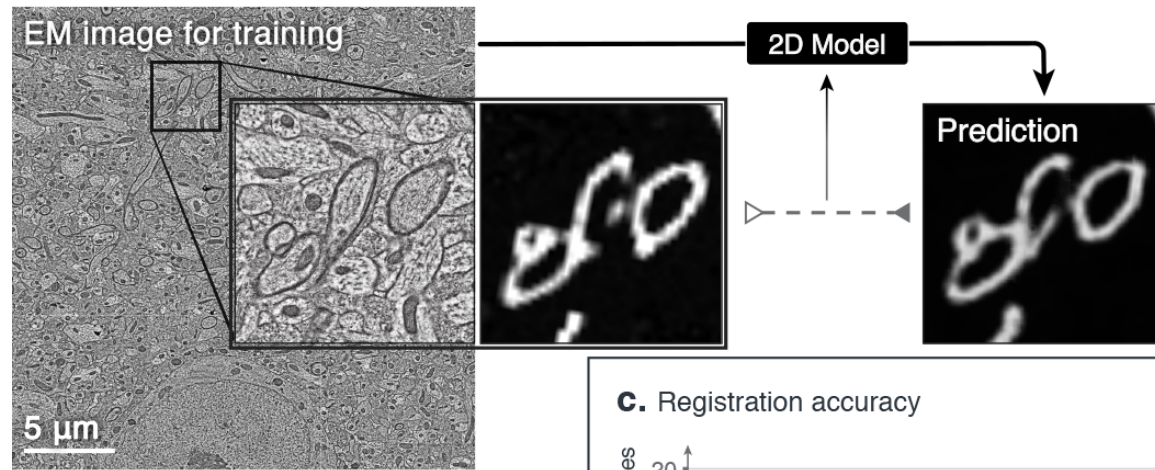 EM image for training
2D Model
Prediction
5 µm
c. Registration accuracy